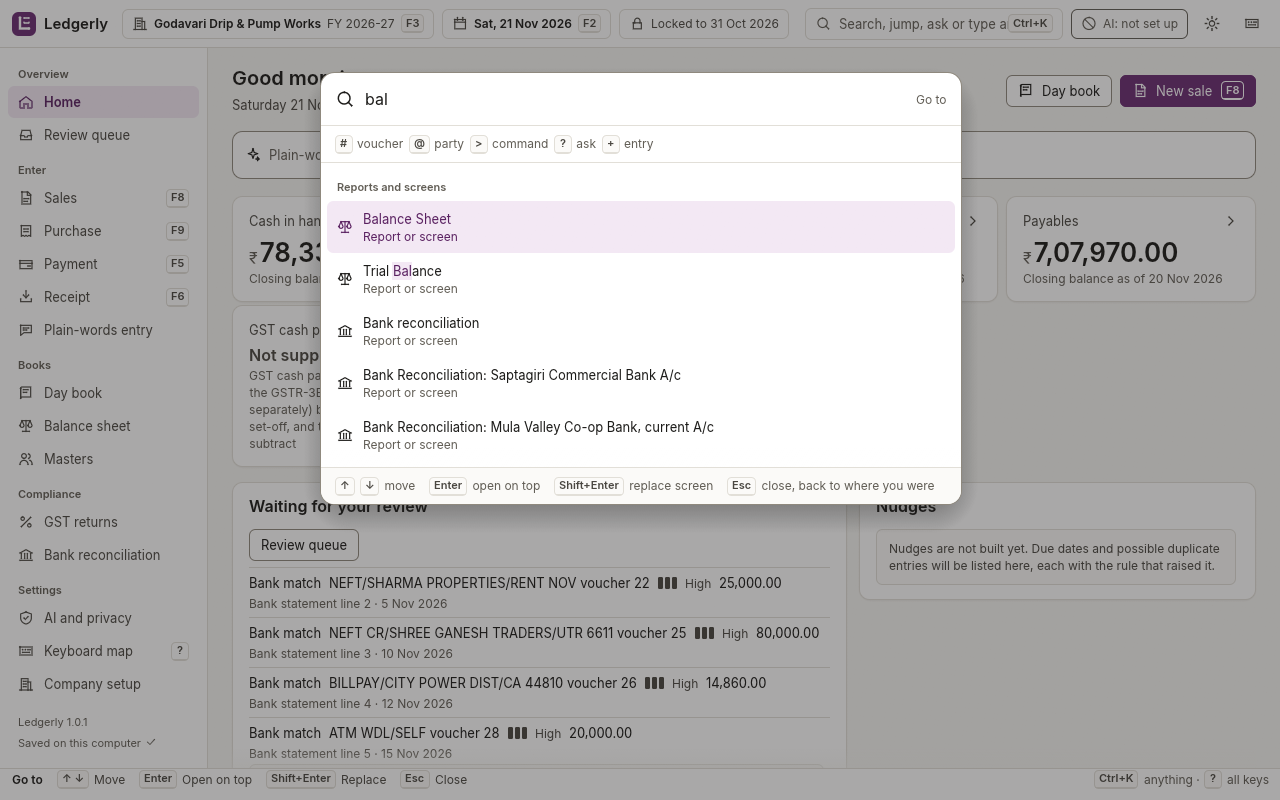 Ledgerly
Godavari Drip & Pump Works FY 2026-27 F3
Sat, 21 Nov 2026 F2
Locked to 31 Oct 2026
Search, jump, ask or type a Ctrl+K
AI: not set up
Overview
Home
Review queue
Enter
Sales F8
Purchase F9
Payment F5
Receipt F6
Plain-words entry
Books
Day book
Balance sheet
Masters
Compliance
GST returns
Bank reconciliation
Settings
AI and privacy
Keyboard map ?
Company setup
Ledgerly 1.0.1
Saved on this computer
Good mor
Saturday 21 No
Day book
New sale F8
Plain-wo
bal
Go to
# voucher @ party > command ? ask + entry
Reports and screens
Balance Sheet
Report or screen
Trial Balance
Report or screen
Bank reconciliation
Report or screen
Bank Reconciliation: Saptagiri Commercial Bank A/c
Report or screen
Bank Reconciliation: Mula Valley Co-op Bank, current A/c
Report or screen
↑ ↓ move Enter open on top Shift+Enter replace screen Esc close, back to where you were
Cash in han
₹78,33
Closing balan
Payables
₹7,07,970.00
Closing balance as of 20 Nov 2026
GST cash p
Not supp
GST cash pa
the GSTR-3B
separately) b
set-off, and t
subtract
Waiting for your review
Review queue
Bank match NEFT/SHARMA PROPERTIES/RENT NOV voucher 22 High 25,000.00
Bank statement line 2 · 5 Nov 2026
Bank match NEFT CR/SHREE GANESH TRADERS/UTR 6611 voucher 25 High 80,000.00
Bank statement line 3 · 10 Nov 2026
Bank match BILLPAY/CITY POWER DIST/CA 44810 voucher 26 High 14,860.00
Bank statement line 4 · 12 Nov 2026
Bank match ATM WDL/SELF voucher 28 High 20,000.00
Bank statement line 5 · 15 Nov 2026
Nudges
Nudges are not built yet. Due dates and possible duplicate
entries will be listed here, each with the rule that raised it.
Go to ↑↓ Move Enter Open on top Shift+Enter Replace Esc Close
Ctrl+K anything · ? all keys